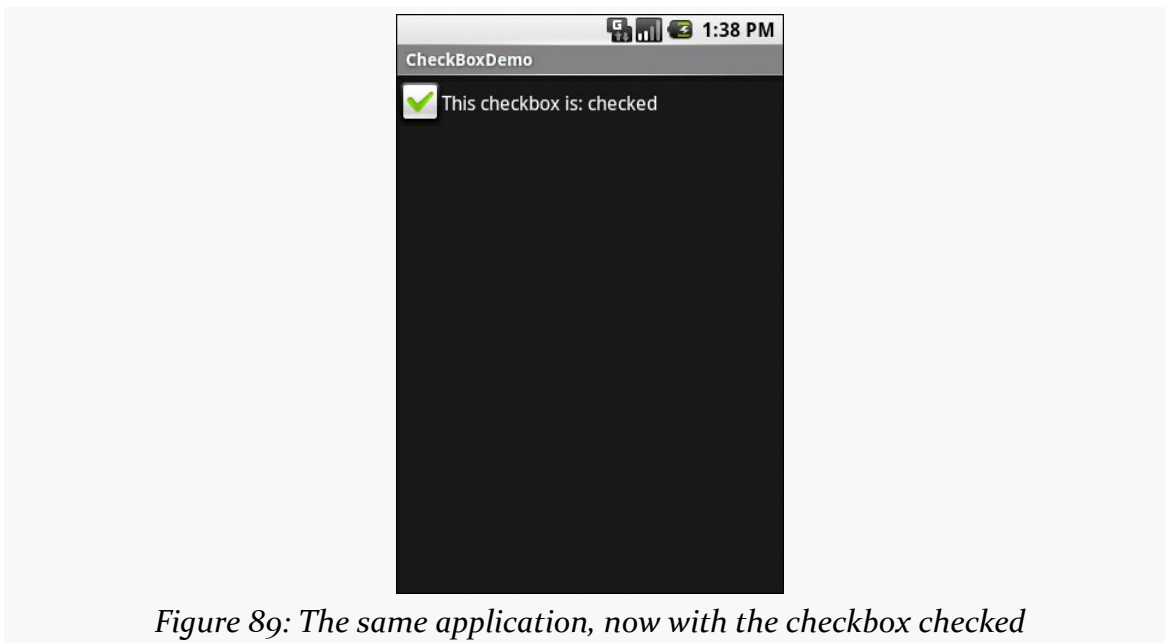 1:38 PM
CheckBoxDemo
This checkbox is: checked
Figure 89: The same application, now with the checkbox checked